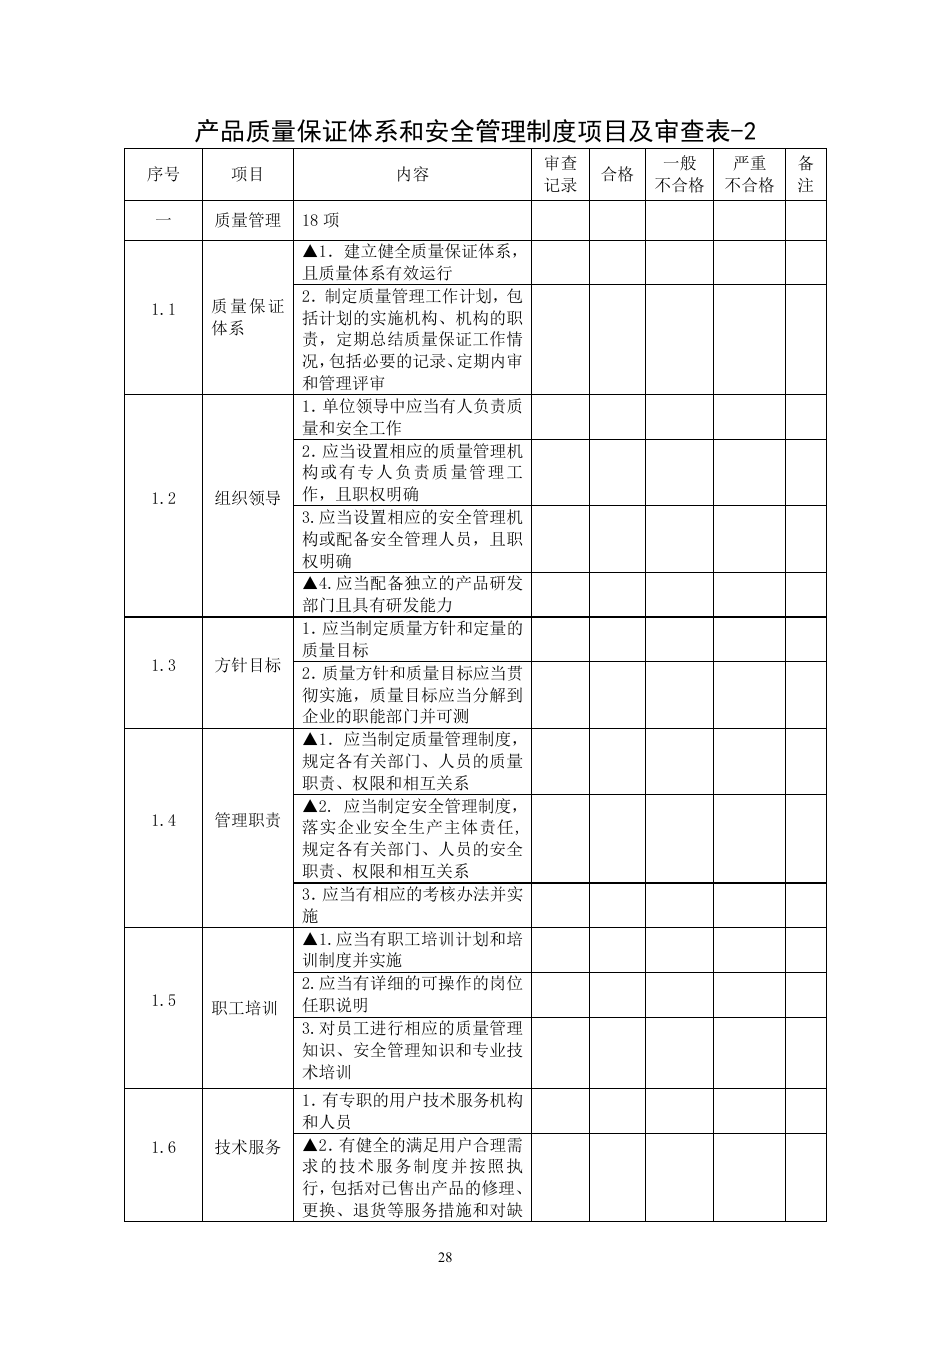 产品质量保证体系和安全管理制度项目及审查表-2
序号 项目 内容 审查记录 合格 一般不合格 严重不合格 备注
一 质量管理 18 项
1.1 质量保证体系
▲1. 建立健全质量保证体系，
且质量体系有效运行
2. 制定质量管理工作计划，包
括计划的实施机构、机构的职
责，定期总结质量保证工作情
况，包括必要的记录、定期内审
和管理评审
1.2 组织领导
1. 单位领导中应当有人负责质
量和安全工作
2. 应当设置相应的质量管理机
构或有专人负责质量管理工
作，且职权明确
3. 应当设置相应的安全管理机
构或配备安全管理人员，且职
权明确
▲4. 应当配备独立的产品研发
部门且具有研发能力
1.3 方针目标
1. 应当制定质量方针和定量的
质量目标
2. 质量方针和质量目标应当贯
彻实施，质量目标应当分解到
企业的职能部门并可测
1.4 管理职责
▲1. 应当制定质量管理制度，
规定各有关部门、人员的质量
职责、权限和相互关系
▲2. 应当制定安全管理制度，
落实企业安全生产主体责任，
规定各有关部门、人员的安全
职责、权限和相互关系
3. 应当有相应的考核办法并实
施
1.5 职工培训
▲1. 应当有职工培训计划和培
训制度并实施
2. 应当有详细的可操作的岗位
任职说明
3. 对员工进行相应的质量管理
知识、安全管理知识和专业技
术培训
1.6 技术服务
1. 有专职的用户技术服务机构
和人员
▲2. 有健全的满足用户合理需
求的技术服务制度并按照执
行，包括对已售出产品的修理、
更换、退货等服务措施和对缺
28